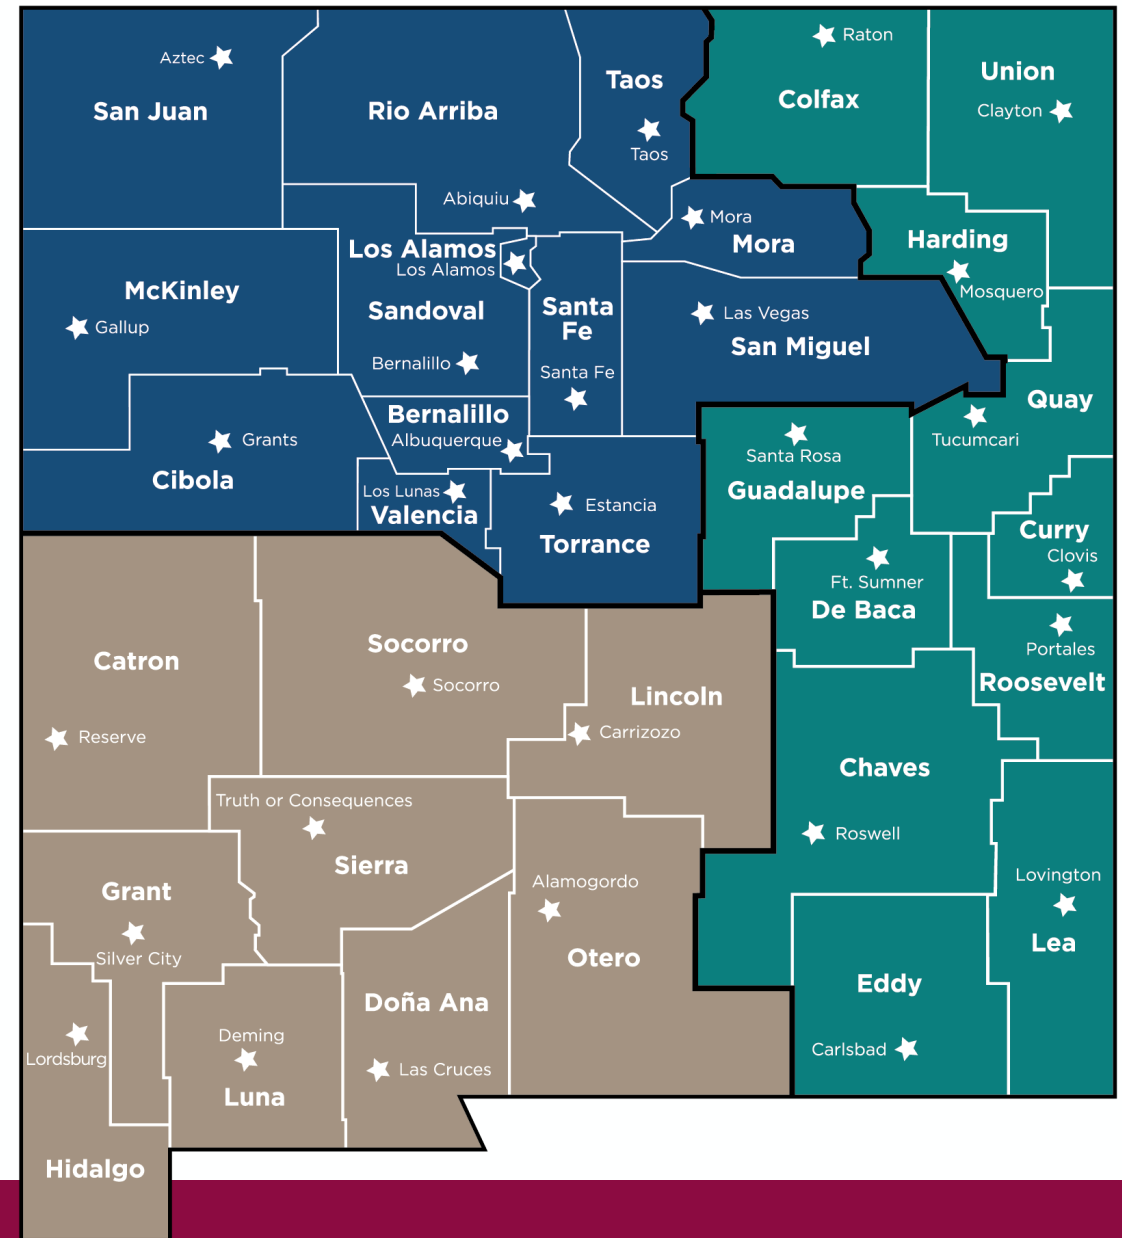 Aztec
San Juan
Rio Arriba
Abiquiu
Taos
Taos
Raton
Colfax
Union
Clayton
Mora
Mora
Harding
Mosquero
McKinley
Gallup
Los Alamos
Los Alamos
Sandoval
Bernalillo
Santa
Fe
Santa Fe
Las Vegas
San Miguel
Quay
Tucumcari
Bernalillo
Albuquerque
Grants
Cibola
Los Lunas
Valencia
Estancia
Torrance
Santa Rosa
Guadalupe
Curry
Clovis
Ft. Sumner
De Baca
Portales
Roosevelt
Catron
Reserve
Socorro
Socorro
Lincoln
Carrizozo
Chaves
Roswell
Truth or Consequences
Sierra
Grant
Silver City
Alamogordo
Otero
Lovington
Lea
Eddy
Carlsbad
Doña Ana
Las Cruces
Deming
Luna
Lordsburg
Hidalgo